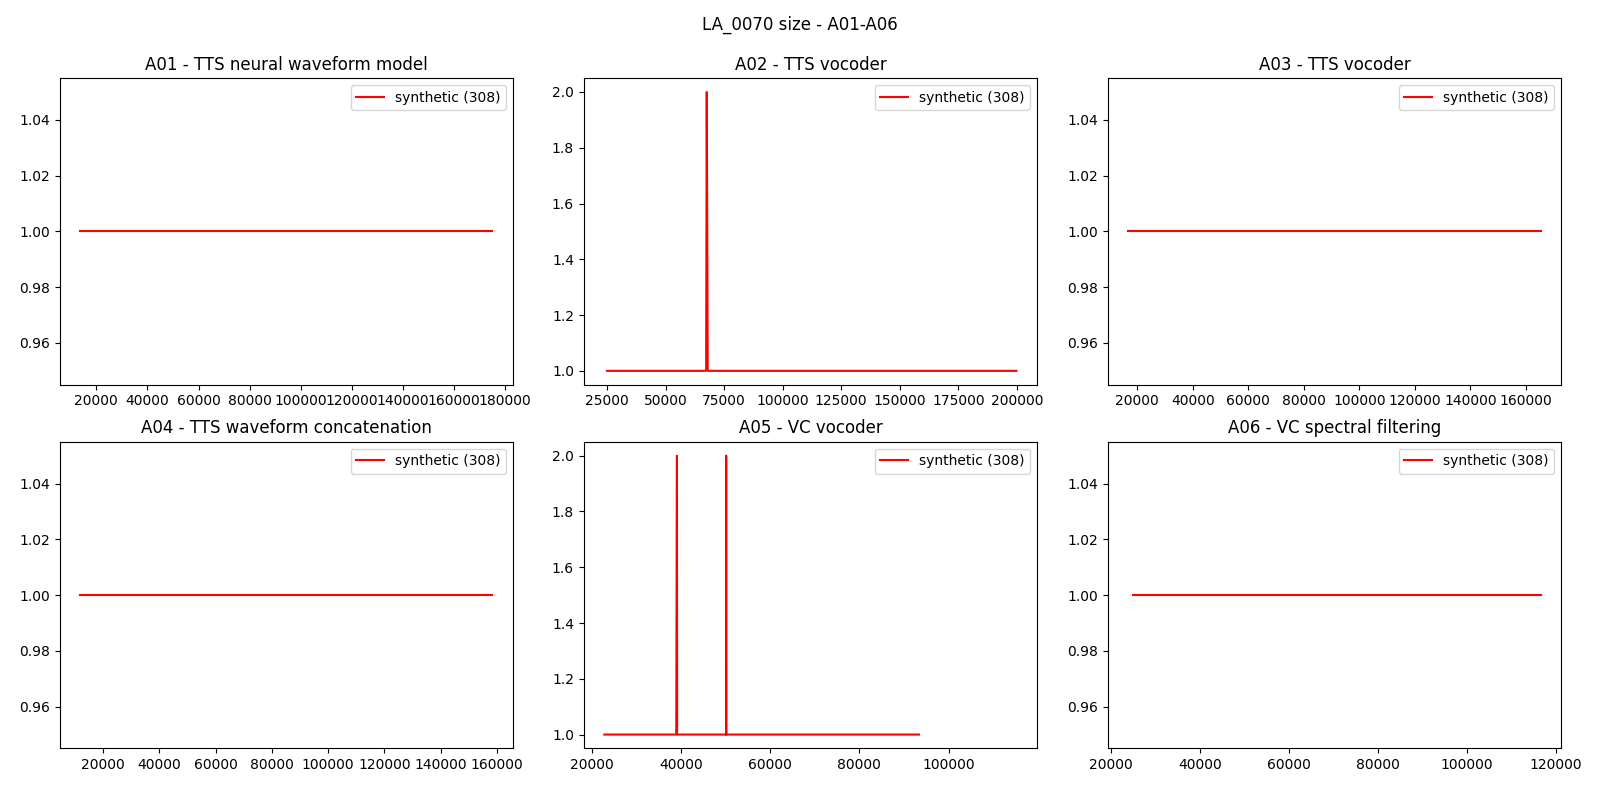 LA_0070 size - A01-A06
A01 - TTS neural waveform model
synthetic (308)
1.04
1.02
1.00
0.98
0.96
20000 40000 60000 80000 100000 120000 140000 160000 180000
A02 - TTS vocoder
synthetic (308)
2.0
1.8
1.6
1.4
1.2
1.0
25000 50000 75000 100000 125000 150000 175000 200000
A03 - TTS vocoder
synthetic (308)
1.04
1.02
1.00
0.98
0.96
20000 40000 60000 80000 100000 120000 140000 160000
A04 - TTS waveform concatenation
synthetic (308)
1.04
1.02
1.00
0.98
0.96
20000 40000 60000 80000 100000 120000 140000 160000
A05 - VC vocoder
synthetic (308)
2.0
1.8
1.6
1.4
1.2
1.0
20000 40000 60000 80000 100000
A06 - VC spectral filtering
synthetic (308)
1.04
1.02
1.00
0.98
0.96
20000 40000 60000 80000 100000 120000